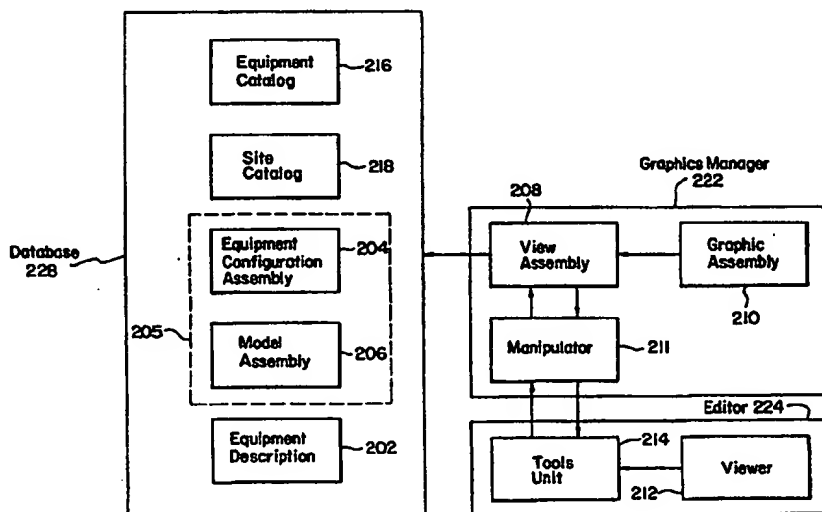 Equipment
Catalog
216
Site
Catalog
218
Graphics Manager
222
208
Database
228
Equipment
Configuration
Assembly
204
View
Assembly
Graphic
Assembly
210
205
Model
Assembly
206
Manipulator
211
Editor 224
Equipment
Description
202
214
Tools
Unit
Viewer
212